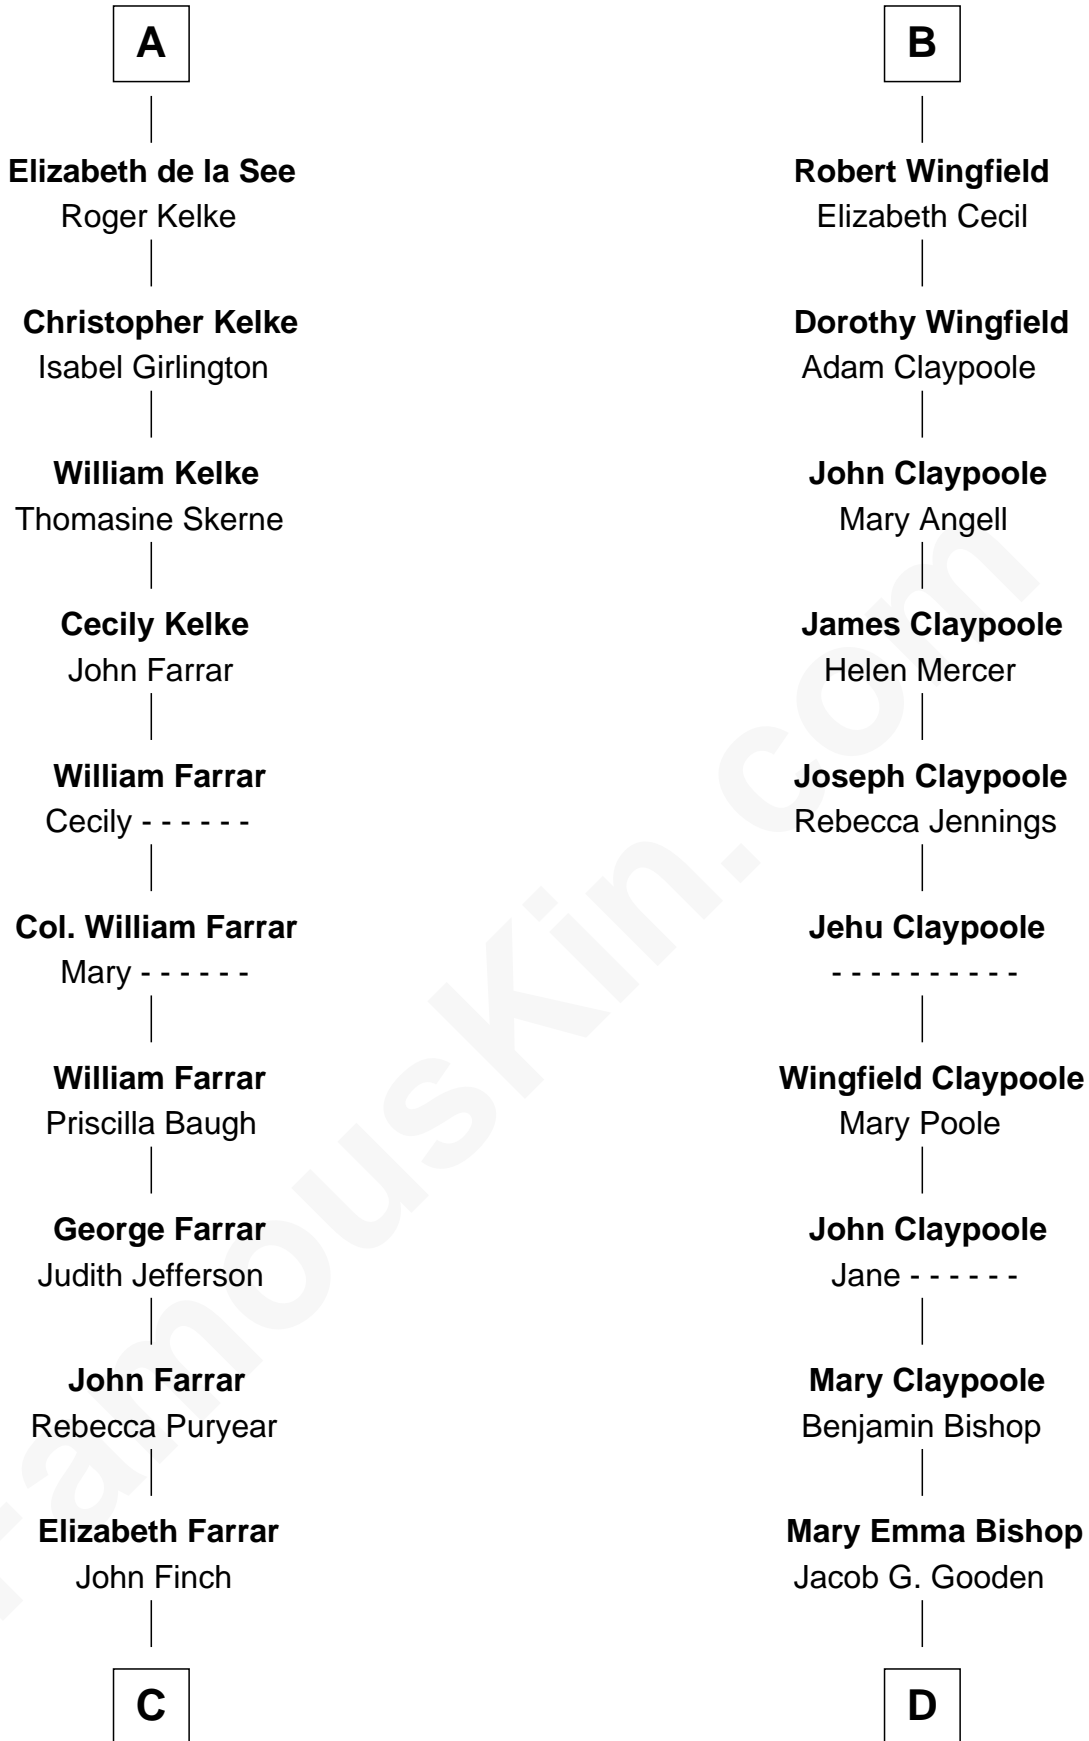 A
Elizabeth de la See
Roger Kelke
Christopher Kelke
Isabel Girlington
William Kelke
Thomasine Skerne
Cecily Kelke
John Farrar
William Farrar
Cecily - - - - - -
Col. William Farrar
Mary - - - - - -
William Farrar
Priscilla Baugh
George Farrar
Judith Jefferson
John Farrar
Rebecca Puryear
Elizabeth Farrar
John Finch
C
B
Robert Wingfield
Elizabeth Cecil
Dorothy Wingfield
Adam Claypoole
John Claypoole
Mary Angell
James Claypoole
Helen Mercer
Joseph Claypoole
Rebecca Jennings
Jehu Claypoole
- - - - - - - - - -
Wingfield Claypoole
Mary Poole
John Claypoole
Jane - - - - - -
Mary Claypoole
Benjamin Bishop
Mary Emma Bishop
Jacob G. Gooden
D
FamousKin.com